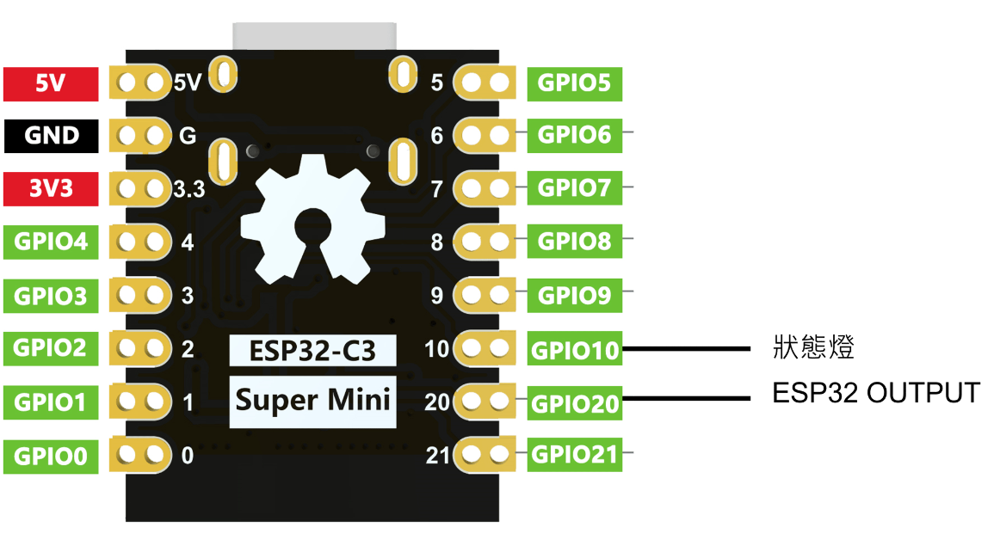 5V 5V 5 GPIO5
GND G 6 GPIO6
3V3 3.3 7 GPIO7
GPIO4 4 8 GPIO8
GPIO3 3 9 GPIO9
GPIO2 2 ESP32-C3 10 GPIO10 狀態燈
GPIO1 1 Super Mini 20 GPIO20 ESP32 OUTPUT
GPIO0 0 21 GPIO21